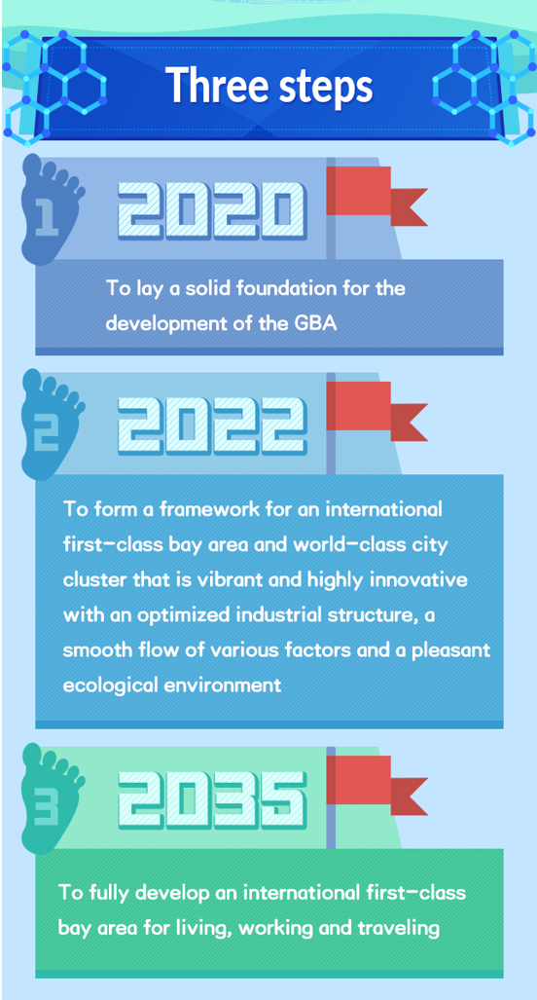 Three steps
1
2020
To lay a solid foundation for the
development of the GBA
2
2022
To form a framework for an international
first-class bay area and world-class city
cluster that is vibrant and highly innovative
with an optimized industrial structure, a
smooth flow of various factors and a pleasant
ecological environment
3
2035
To fully develop an international first-class
bay area for living, working and traveling